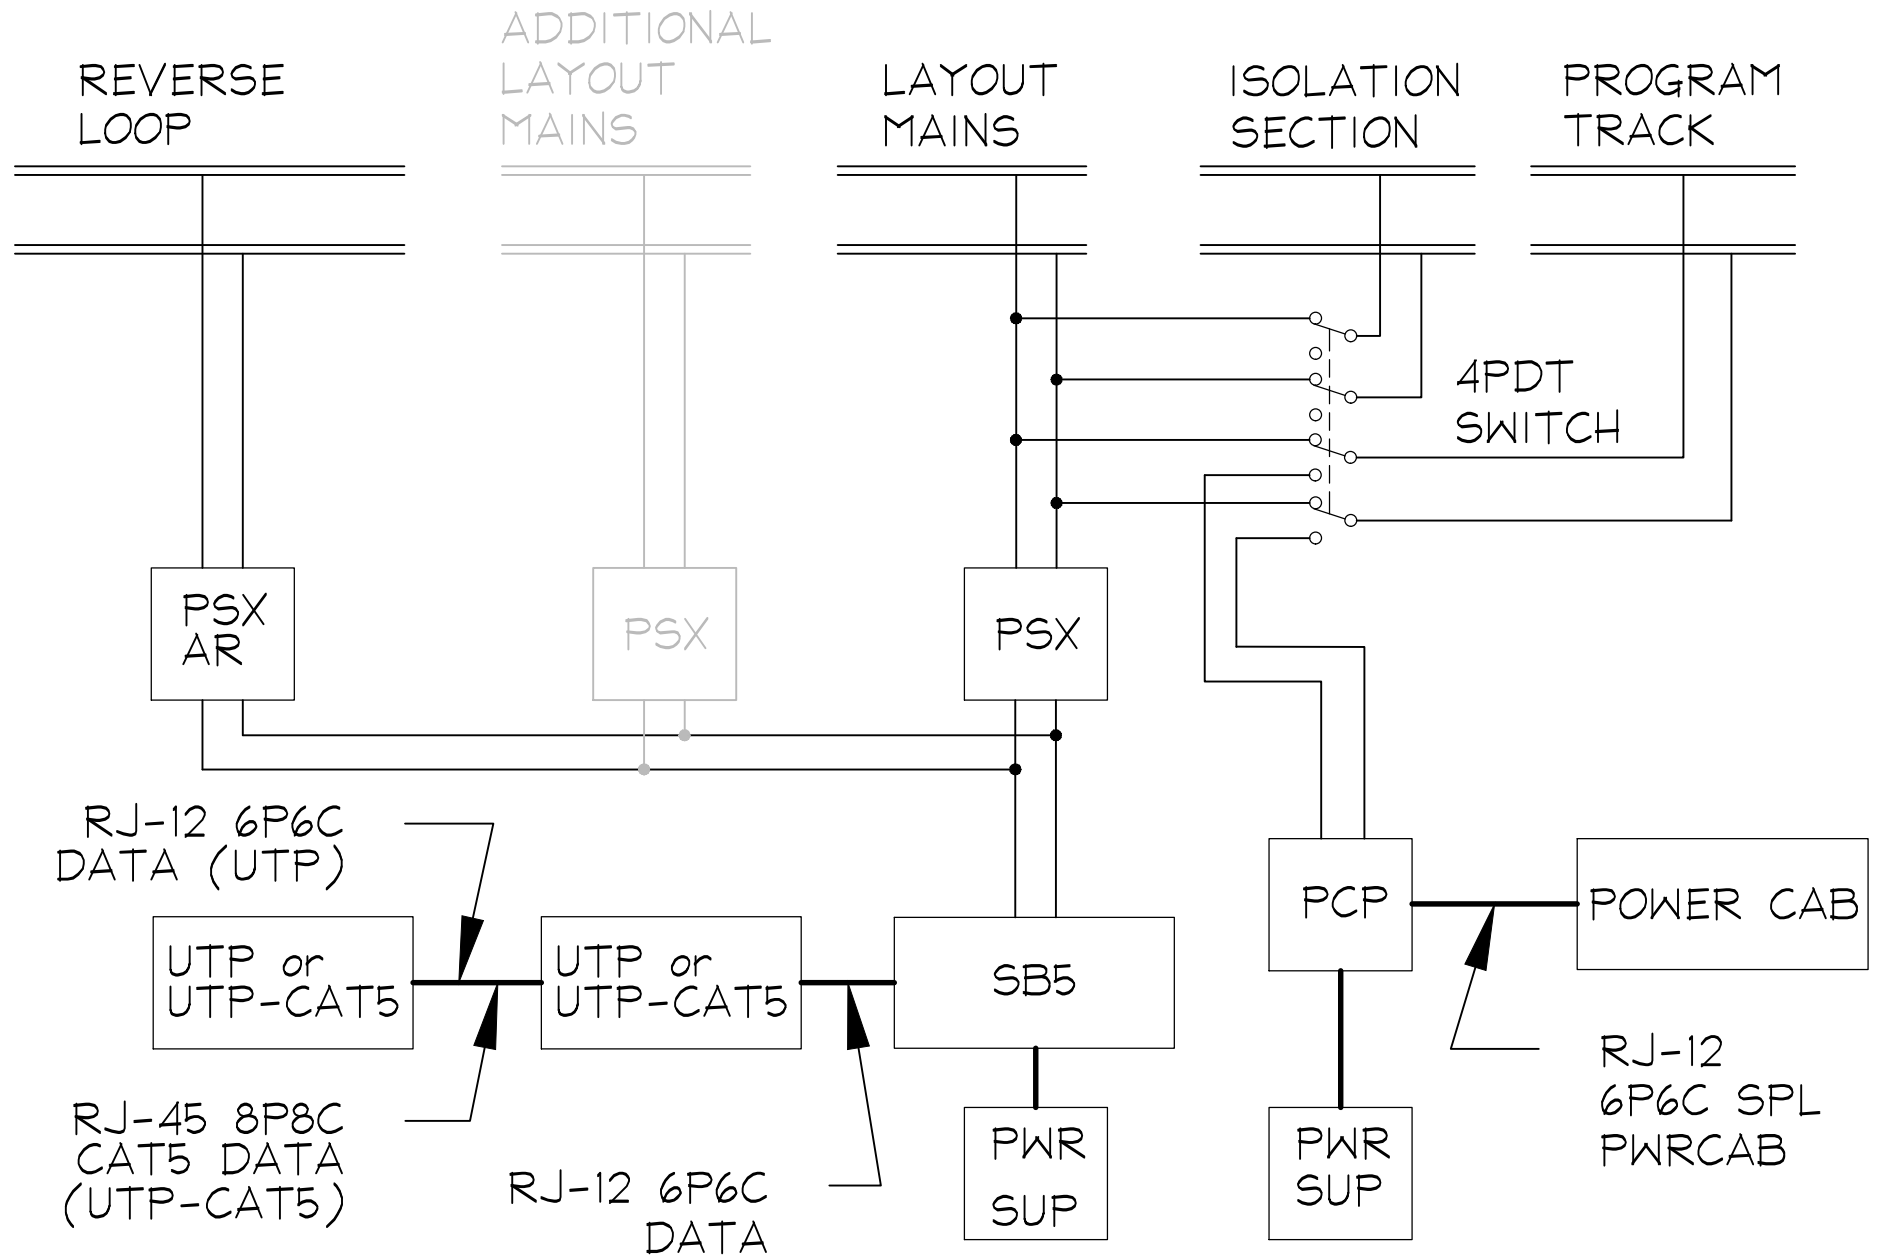 REVERSE
LOOP
ADDITIONAL
LAYOUT
MAINS
LAYOUT
MAINS
ISOLATION
SECTION
PROGRAM
TRACK
4PDT
SWITCH
PSX
AR
PSX
PSX
RJ-12 6P6C
DATA (UTP)
UTP or
UTP-CAT5
UTP or
UTP-CAT5
SB5
PCP
POWER CAB
RJ-45 8P8C
CAT5 DATA
(UTP-CAT5)
RJ-12 6P6C
DATA
PWR
SUP
PWR
SUP
RJ-12
6P6C SPL
PWRCAB